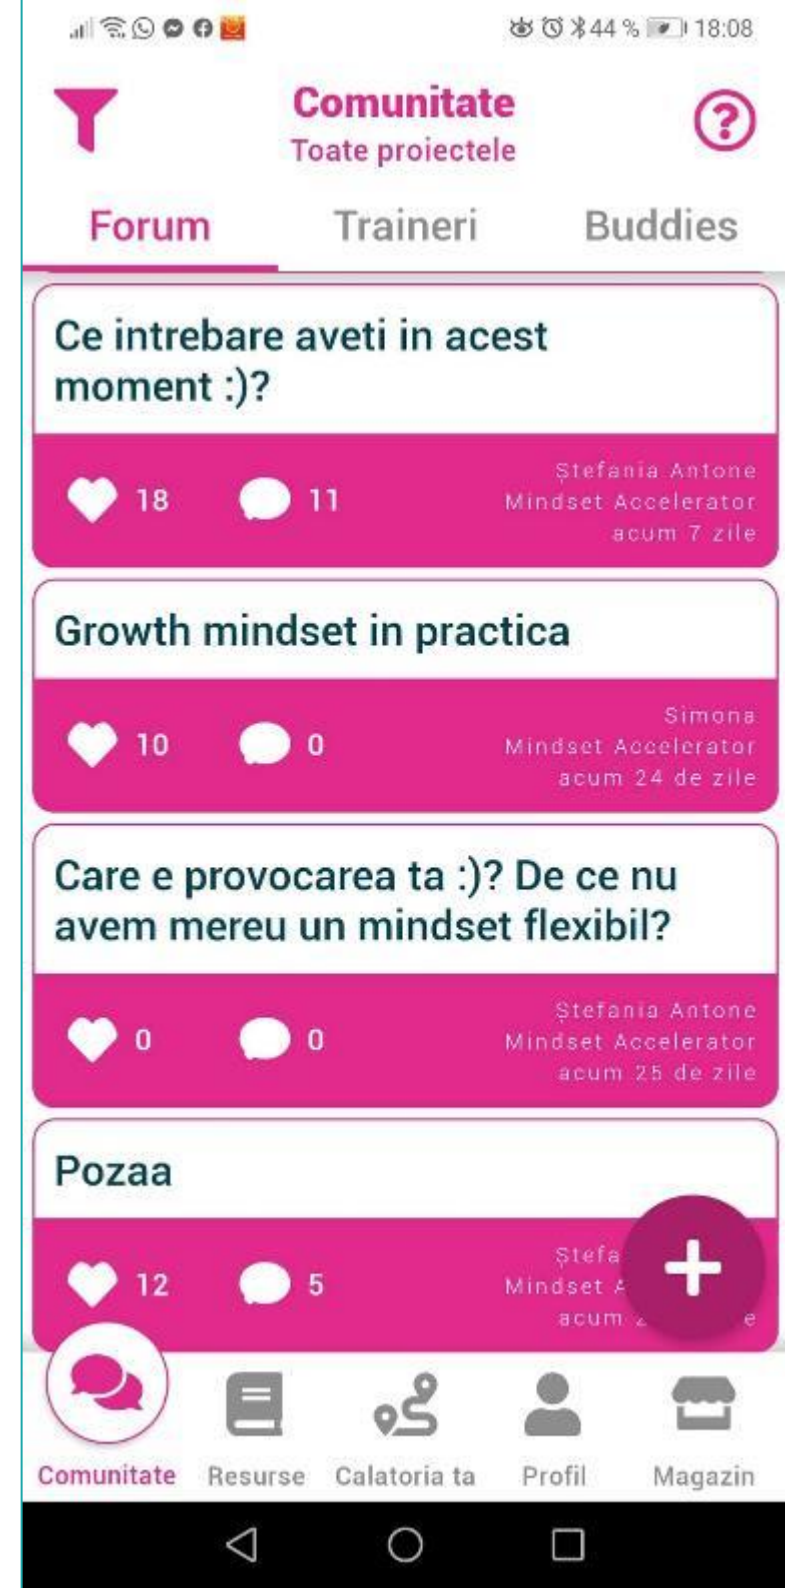 44 % 18:08
Comunitate
Toate proiectele
Forum Traineri Buddies
Ce intrebare aveti in acest
moment :)?
18 11
Ștefania Antone
Mindset Accelerator
acum 7 zile
Growth mindset in practica
10 0
Simona
Mindset Accelerator
acum 24 de zile
Care e provocarea ta :)? De ce nu
avem mereu un mindset flexibil?
0 0
Ștefania Antone
Mindset Accelerator
acum 25 de zile
Pozaa
12 5
Mindset
acum
Comunitate Resurse Calatoria ta Profil Magazin